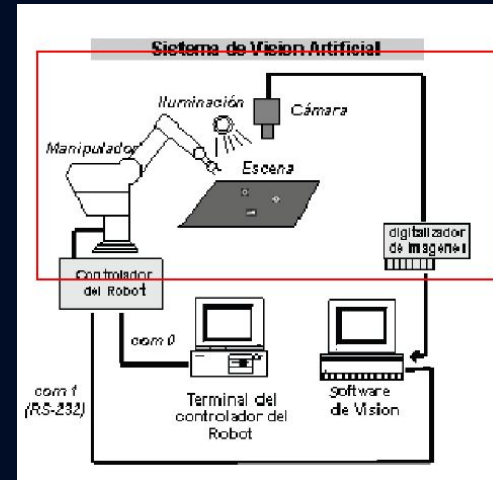 Sistema de Vision Artificial
Iluminación
Cámara
Manipulador
Escena
digitalizador
de imagenes
Controlador
del Robot
com 0
com 1
(RS-232)
Terminal del
controlador del
Robot
software
de Vision